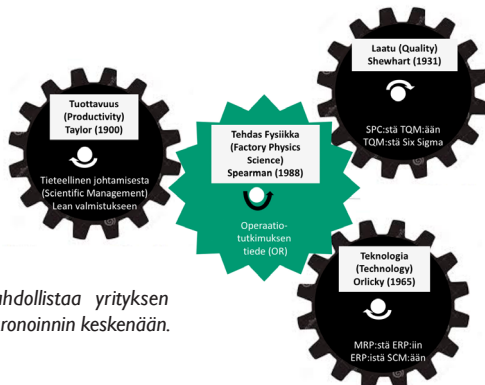 Laatu (Quality)
Shewhart (1931)
SPC:stä TQM:ään
TQM:stä Six Sigma
Tuottavuus
(Productivity)
Taylor (1900)
Tieteellinen johtamisesta
(Scientific Management)
Lean valmistukseen
Tehdas Fysiikka
(Factory Physics
Science)
Spearman (1988)
Operaatio-
tutkimuksen
tiede (OR)
Teknologia
(Technology)
Orlicky (1965)
MRP:stä ERP:iin
ERP:istä SCM:ään
yrityksen
keskenään.